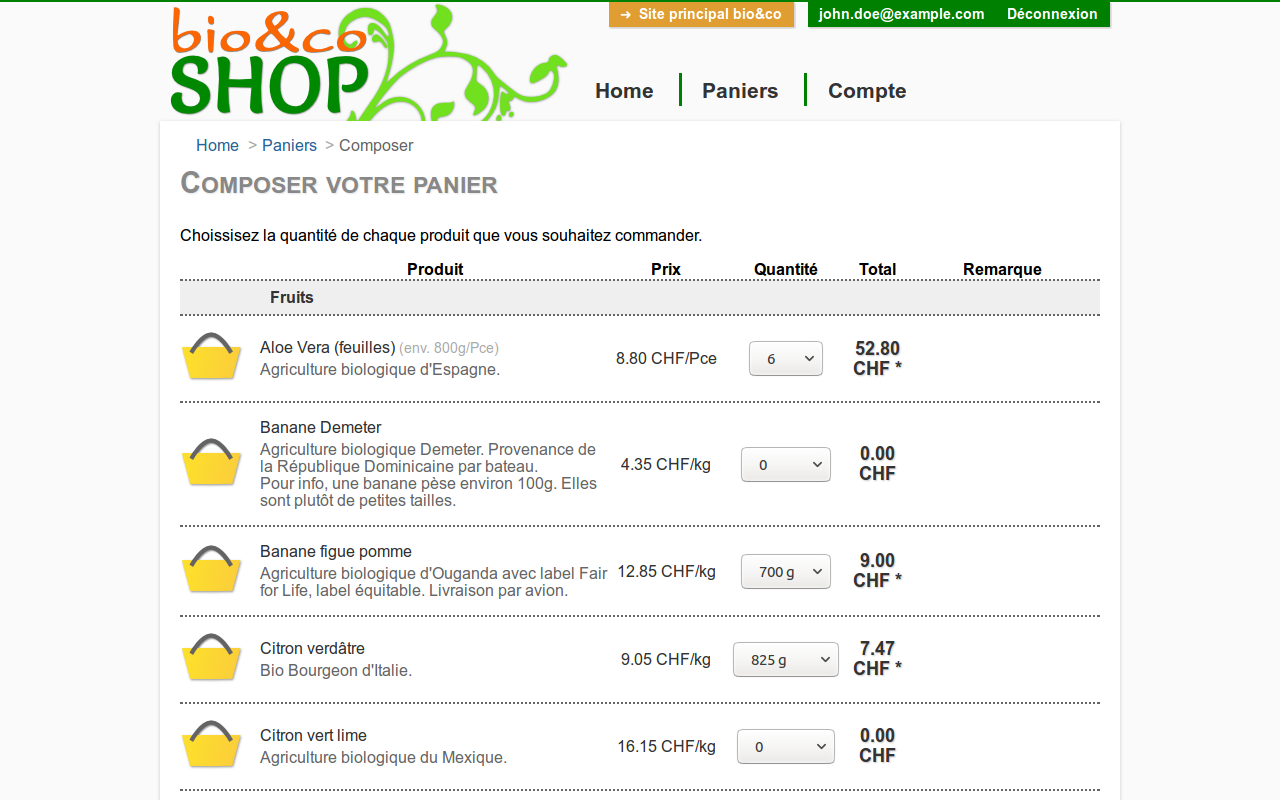 bio&co
SHOP
➔ Site principal bio&co
john.doe@example.com Déconnexion
Home Paniers Compte
Home > Paniers > Composer
Composer votre panier
Choissisez la quantité de chaque produit que vous souhaitez commander.
Produit Prix Quantité Total Remarque
Fruits
Aloe Vera (feuilles) (env. 800g/Pce)
Agriculture biologique d'Espagne.
8.80 CHF/Pce
6
52.80
CHF *
Banane Demeter
Agriculture biologique Demeter. Provenance de
la République Dominicaine par bateau.
Pour info, une banane pèse environ 100g. Elles
sont plutôt de petites tailles.
4.35 CHF/kg
0
0.00
CHF
Banane figue pomme
Agriculture biologique d'Ouganda avec label Fair
for Life, label équitable. Livraison par avion.
12.85 CHF/kg
700 g
9.00
CHF *
Citron verdâtre
Bio Bourgeon d'Italie.
9.05 CHF/kg
825 g
7.47
CHF *
Citron vert lime
Agriculture biologique du Mexique.
16.15 CHF/kg
0
0.00
CHF